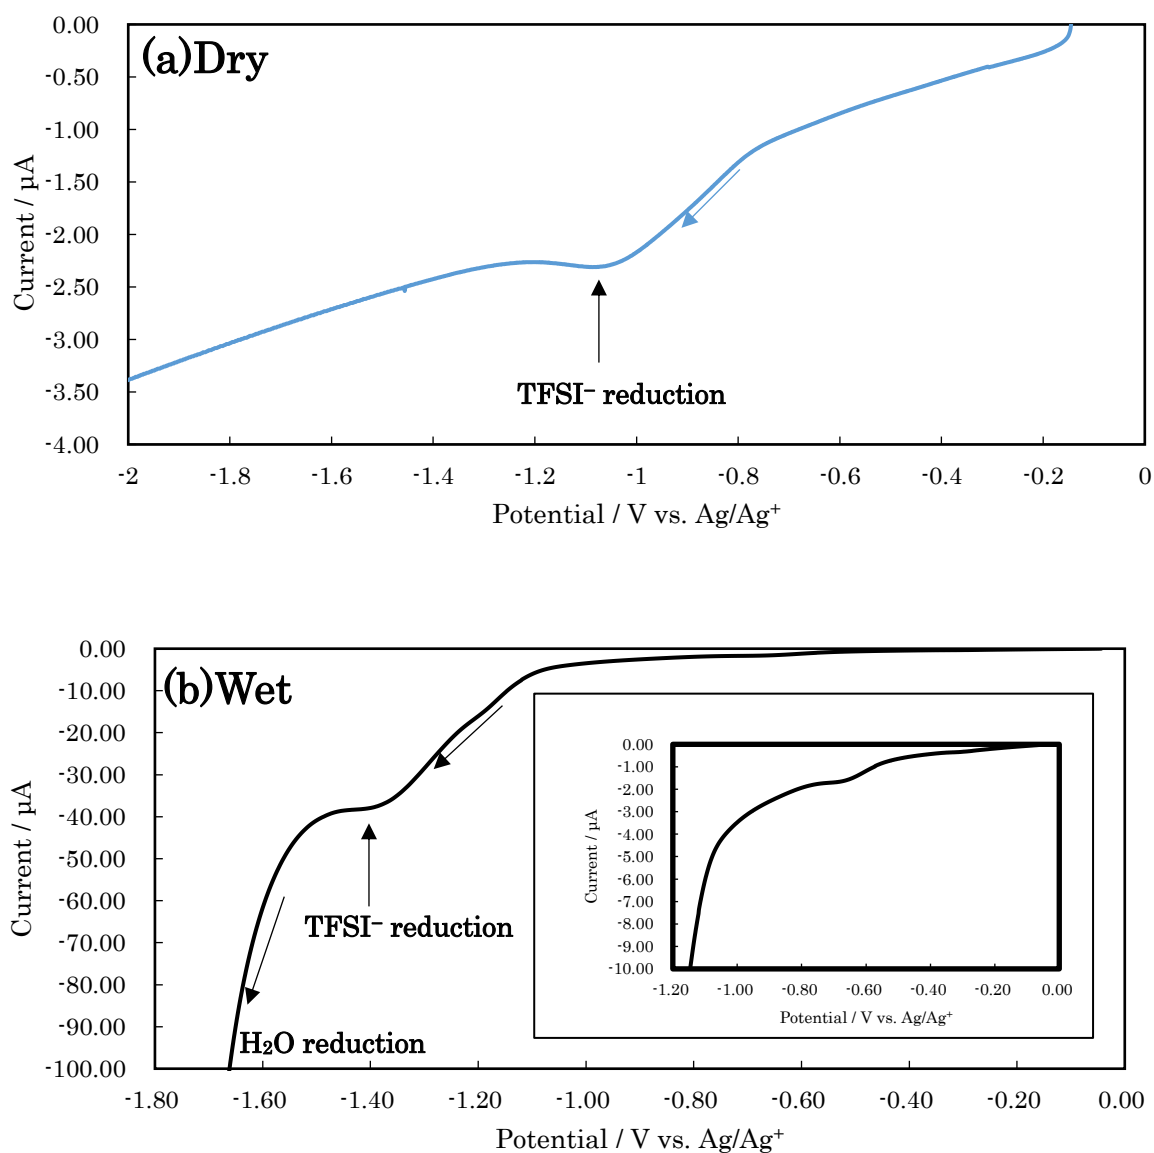 (a)Dry
0.00
-0.50
-1.00
-1.50
-2.00
-2.50
-3.00
-3.50
-4.00
Current / μA
TFSI⁻ reduction
-2 -1.8 -1.6 -1.4 -1.2 -1 -0.8 -0.6 -0.4 -0.2 0
Potential / V vs. Ag/Ag⁺
(b)Wet
0.00
-10.00
-20.00
-30.00
-40.00
-50.00
-60.00
-70.00
-80.00
-90.00
-100.00
Current / μA
TFSI⁻ reduction
H₂O reduction
-1.80 -1.60 -1.40 -1.20 -1.00 -0.80 -0.60 -0.40 -0.20 0.00
Potential / V vs. Ag/Ag⁺
0.00
-1.00
-2.00
-3.00
-4.00
-5.00
-6.00
-7.00
-8.00
-9.00
-10.00
Current / μA
-1.20 -1.00 -0.80 -0.60 -0.40 -0.20 0.00
Potential / V vs. Ag/Ag⁺